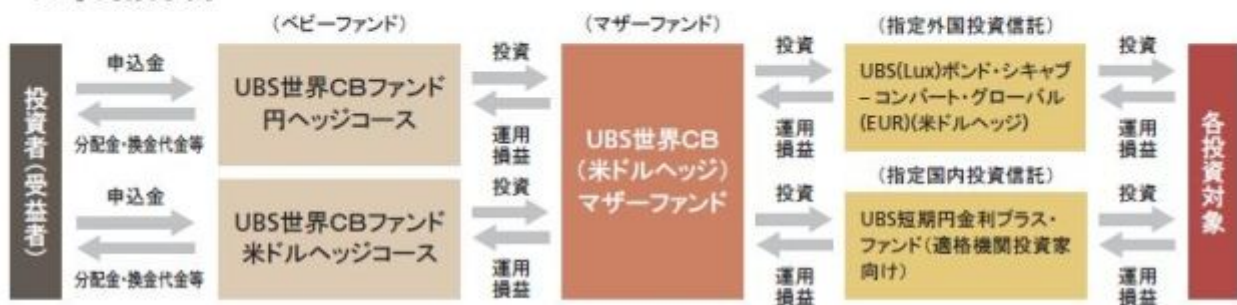 (ベビーファンド)
(マザーファンド)
(指定外国投資信託)
投資者(受益者)
申込金
分配金・換金代金等
UBS世界CBファンド
円ヘッジコース
投資
運用
損益
申込金
分配金・換金代金等
UBS世界CBファンド
米ドルヘッジコース
投資
運用
損益
UBS世界CB
(米ドルヘッジ)
マザーファンド
投資
運用
損益
UBS(Lux)ボンド・シキャブ
-コンバート・グローバル
(EUR)(米ドルヘッジ)
投資
運用
損益
(指定国内投資信託)
投資
運用
損益
UBS短期円金利プラス・
ファンド(適格機関投資家
向け)
投資
運用
損益
各投資対象